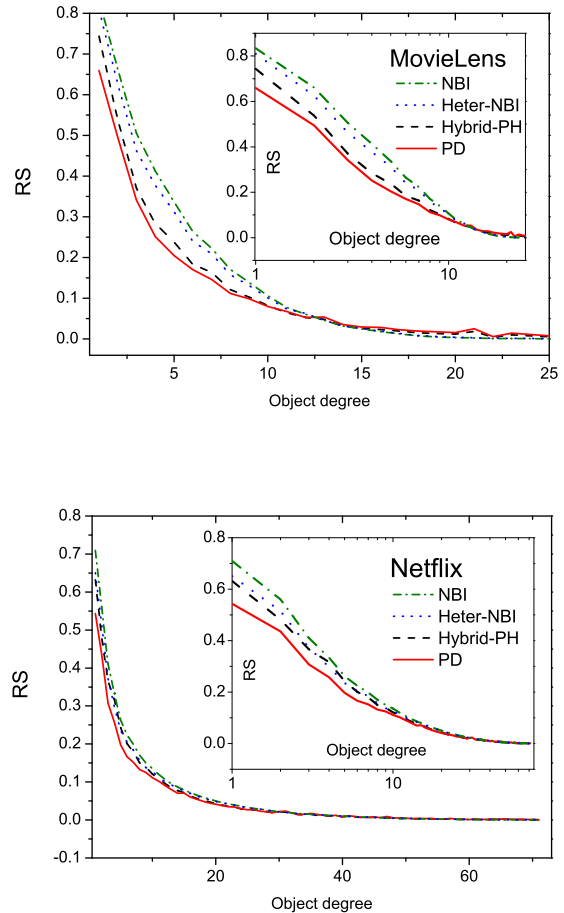 0.8
0.7
0.6
0.5
0.4
0.3
0.2
0.1
0.0
RS
5
10
15
20
25
Object degree
0.8
0.6
0.4
0.2
0.0
RS
1
10
Object degree
MovieLens
NBI
Heter-NBI
Hybrid-PH
PD
0.8
0.7
0.6
0.5
0.4
0.3
0.2
0.1
0.0
-0.1
RS
20
40
60
Object degree
0.8
0.6
0.4
0.2
0.0
RS
1
10
Object degree
Netflix
NBI
Heter-NBI
Hybrid-PH
PD